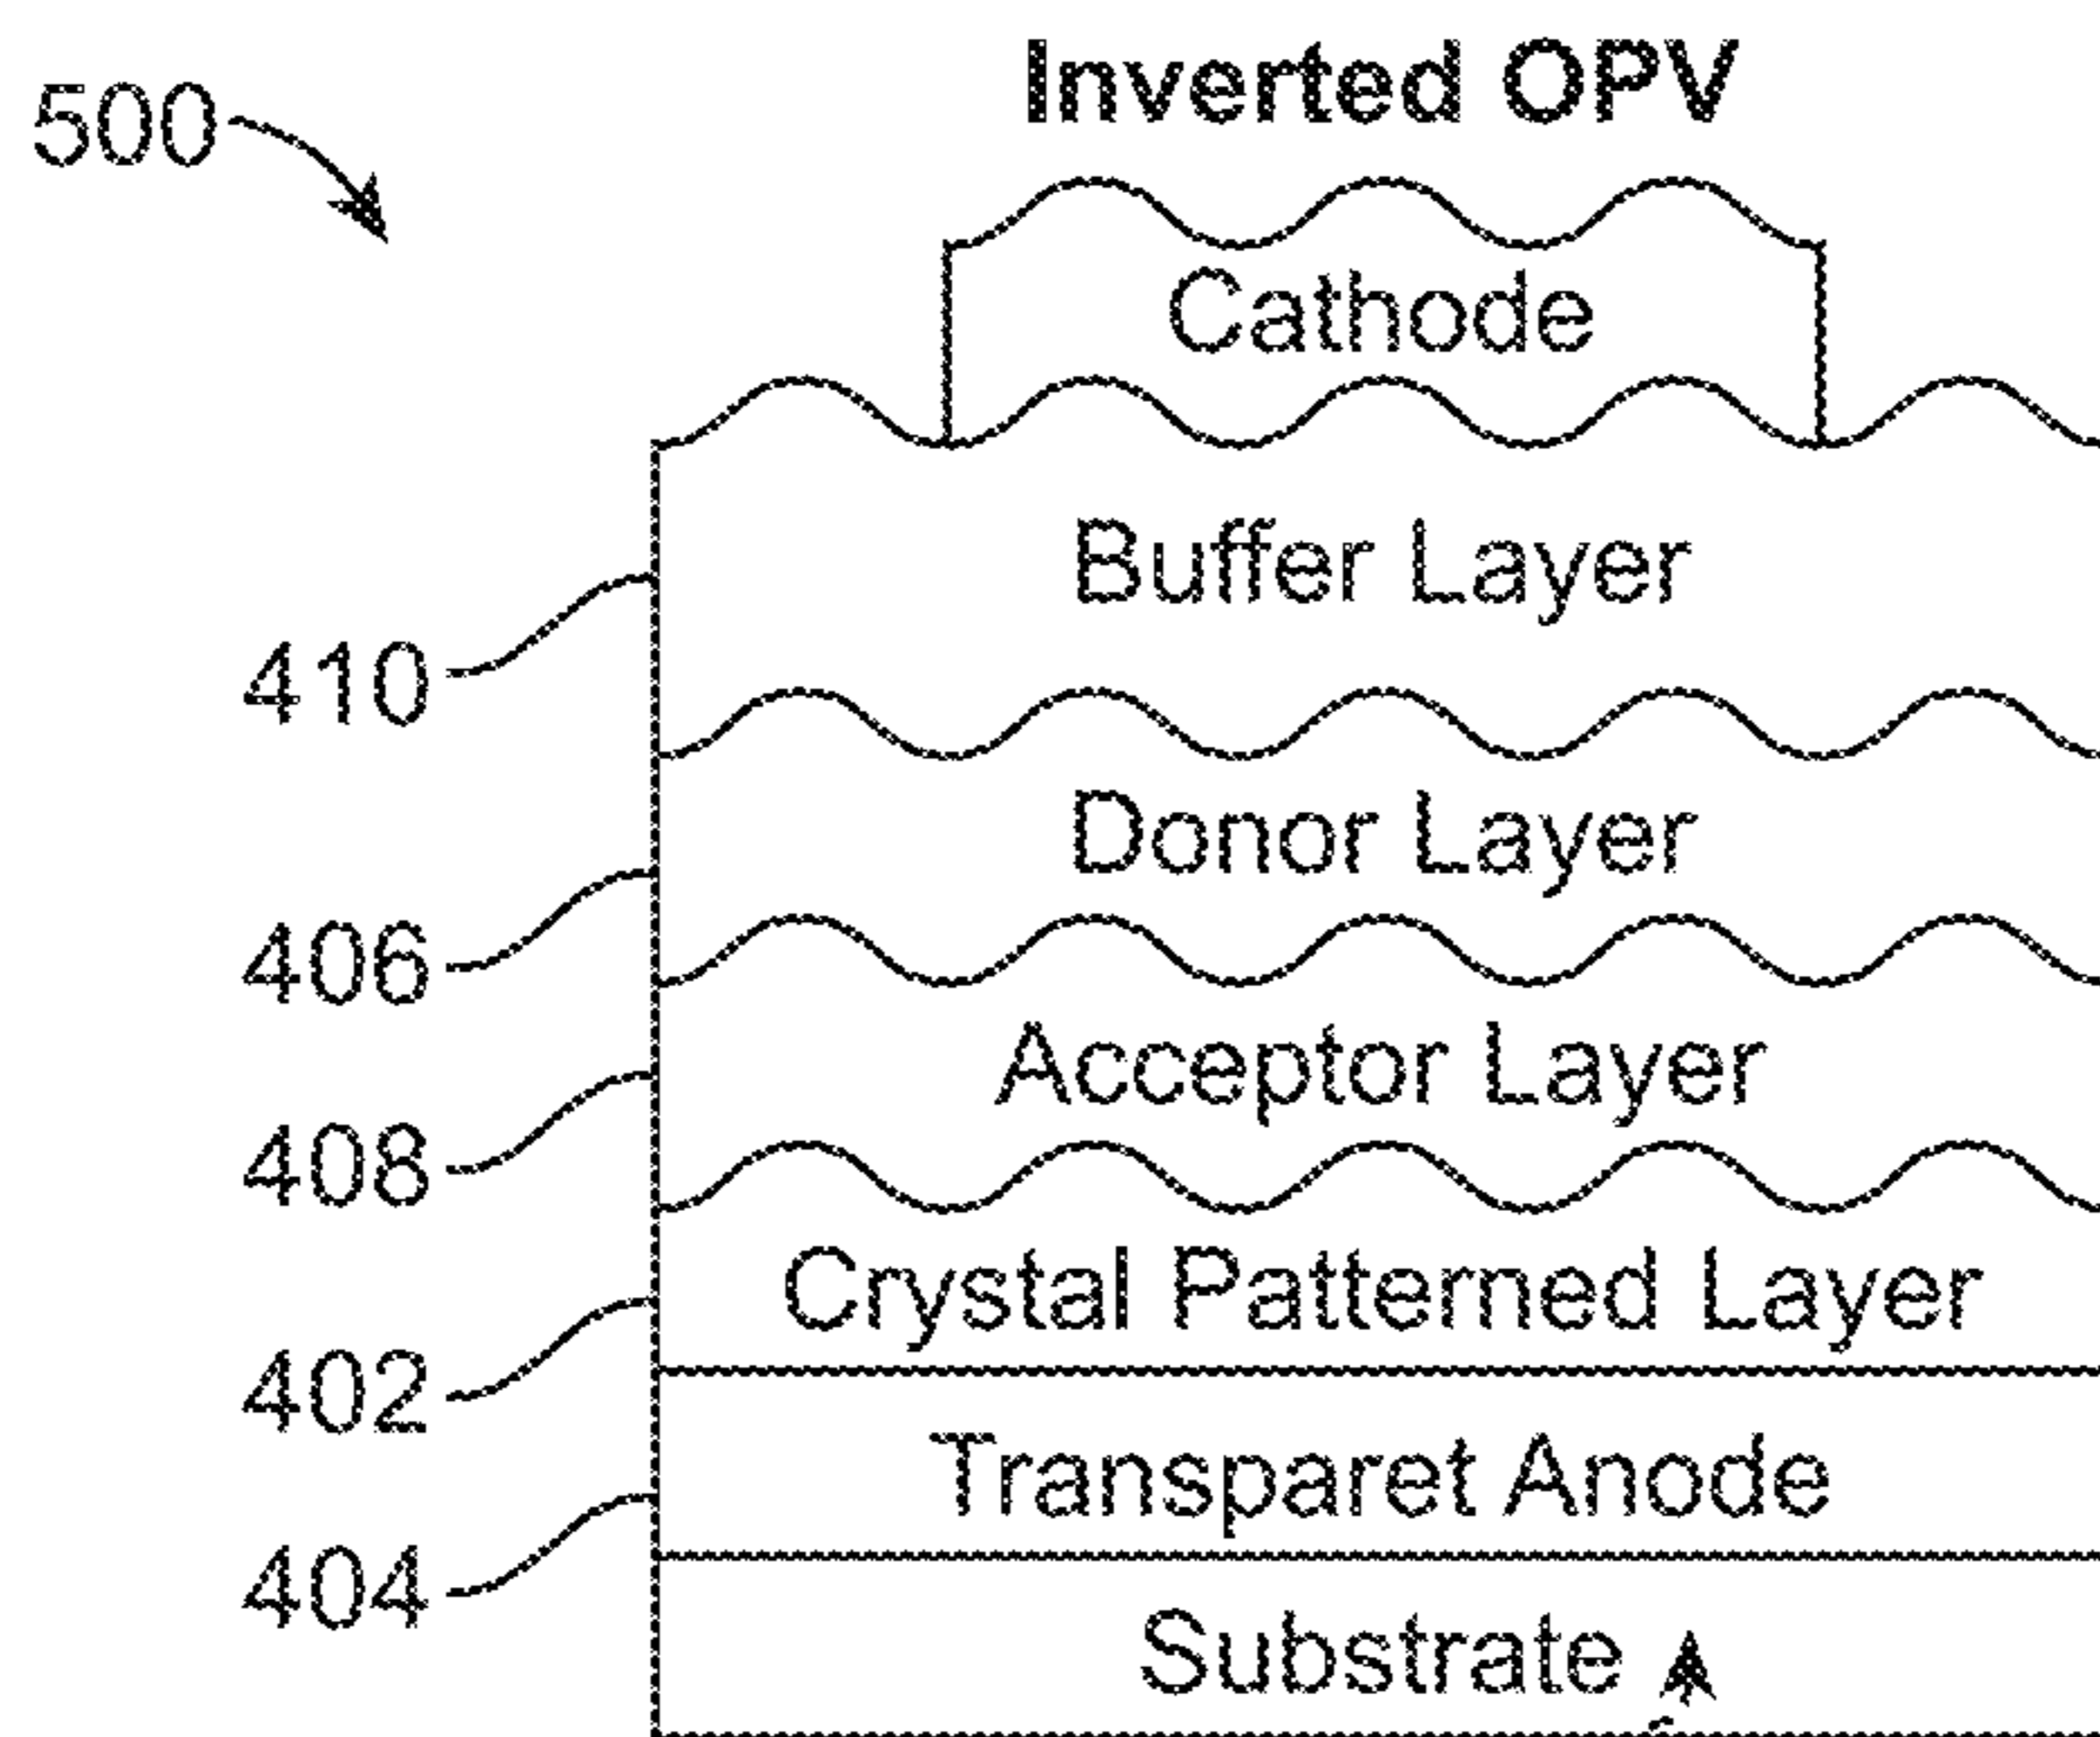 Inverted OPV
500
Cathode
Buffer Layer
410
Donor Layer
406
Acceptor Layer
408
Crystal Patterned Layer
402
Transparet Anode
404
Substrate